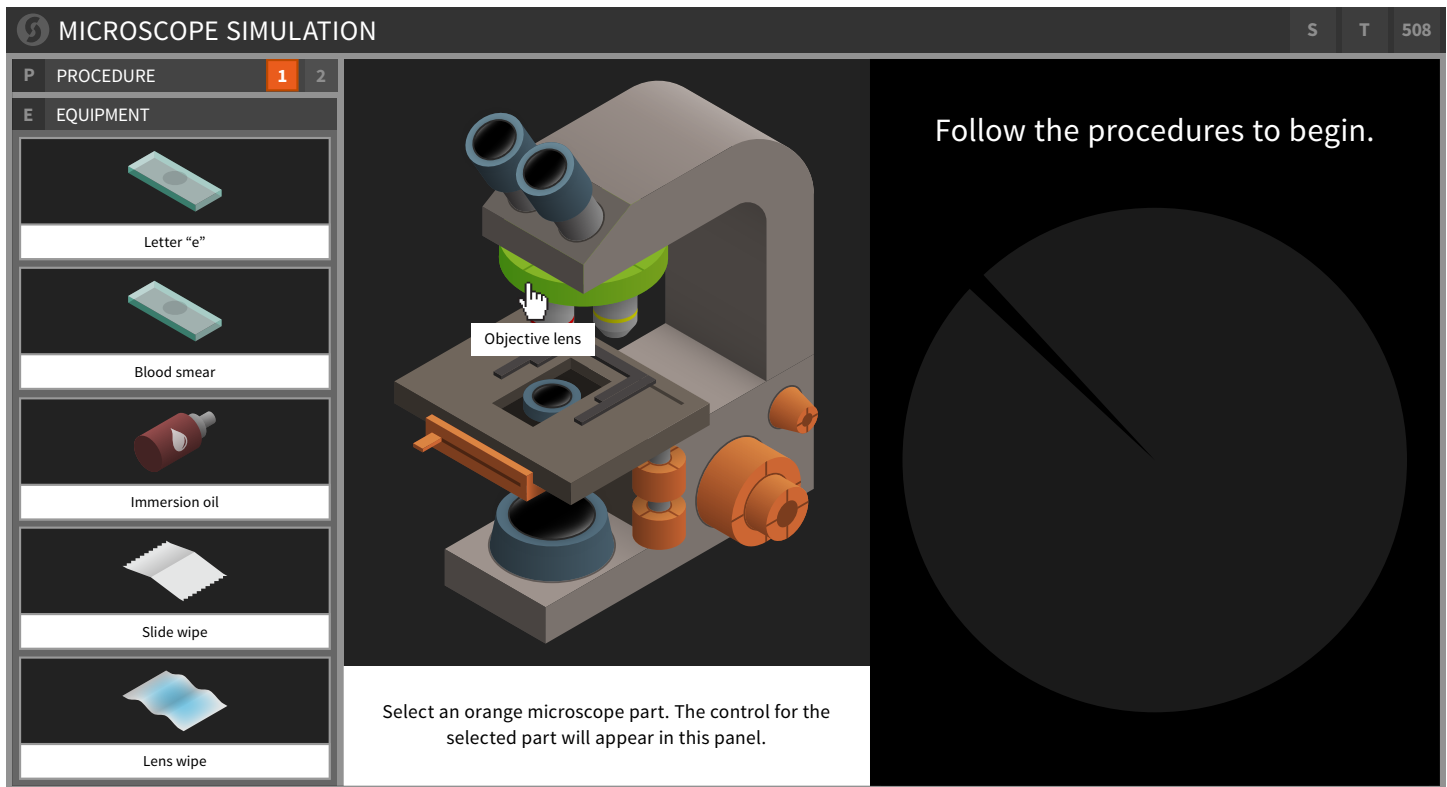 MICROSCOPE SIMULATION
S T 508
P PROCEDURE 1 2
E EQUIPMENT
Letter “e”
Blood smear
Immersion oil
Slide wipe
Lens wipe
Objective lens
Select an orange microscope part. The control for the
selected part will appear in this panel.
Follow the procedures to begin.